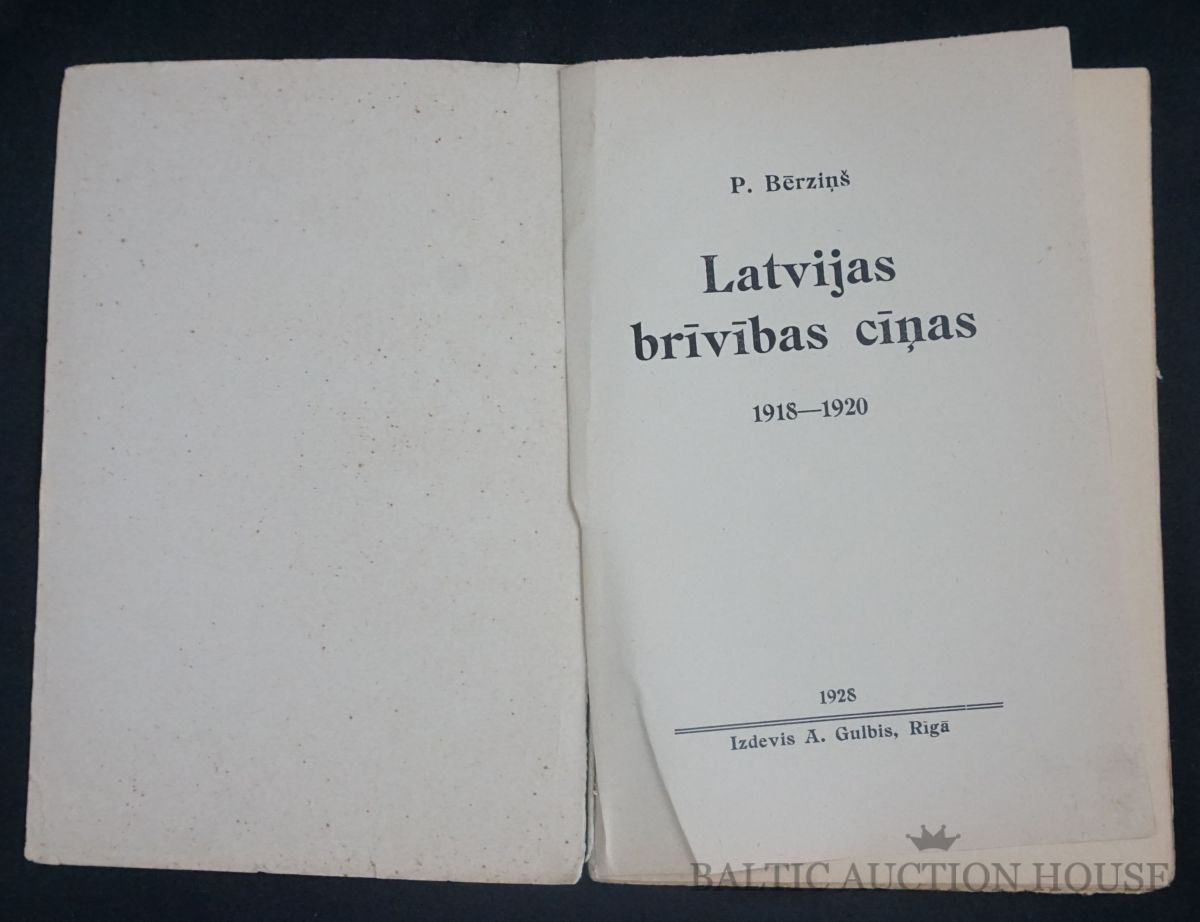 P. Bērziņš
Latvijas
brīvības cīņas
1918—1920
1928
Izdevis A. Gulbis, Rīgā
BALTIC AUCTION HOUSE